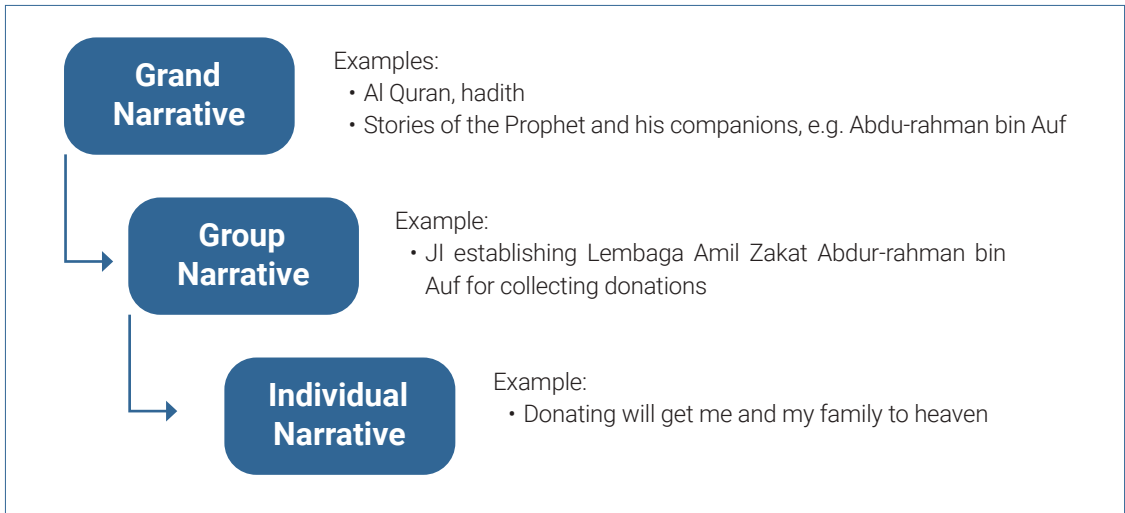 Grand
Narrative
Examples:
• Al Quran, hadith
• Stories of the Prophet and his companions, e.g. Abdu-rahman bin Auf
Group
Narrative
Example:
• JI establishing Lembaga Amil Zakat Abdur-rahman bin
Auf for collecting donations
Individual
Narrative
Example:
• Donating will get me and my family to heaven